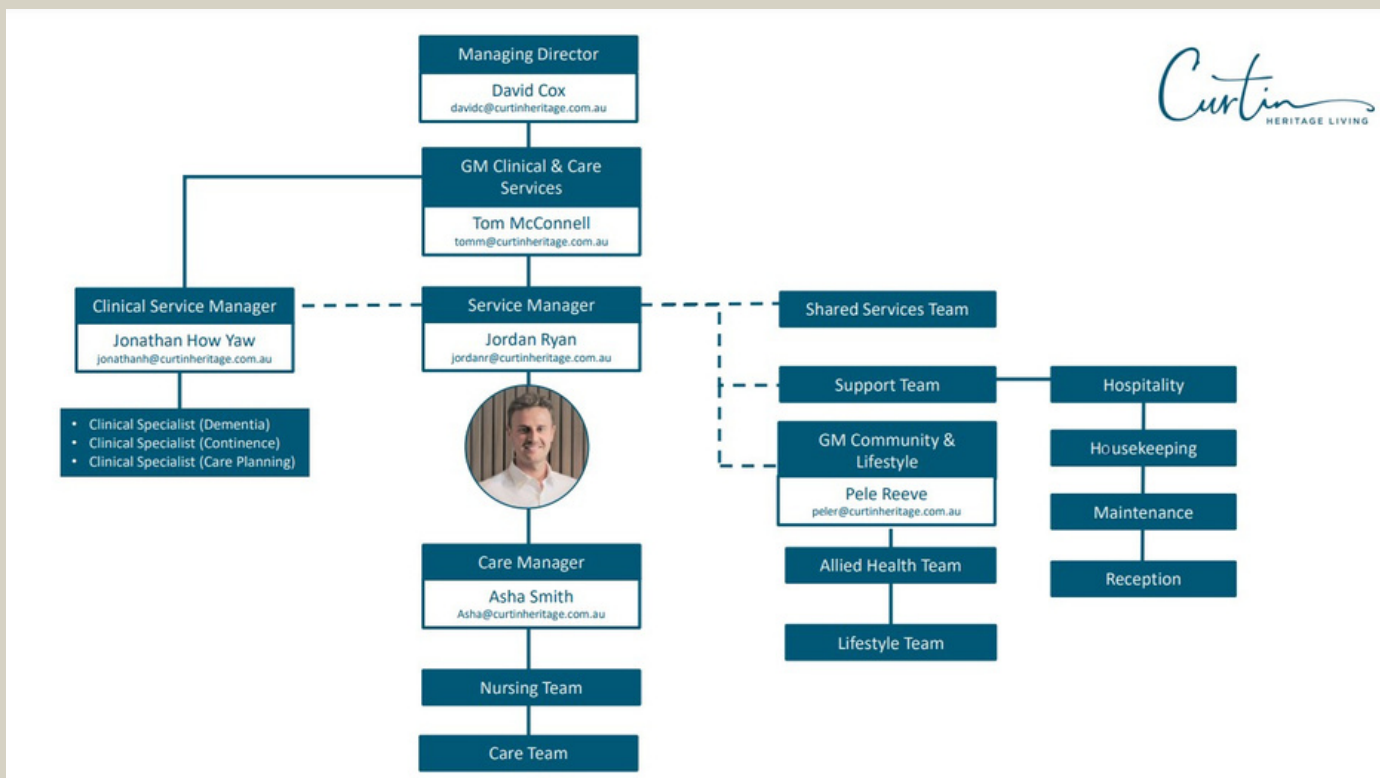 Managing Director
David Cox
davidc@curtinheritage.com.au
Curtin
HERITAGE LIVING
GM Clinical & Care
Services
Tom McConnell
tomm@curtinheritage.com.au
Clinical Service Manager
Jonathan How Yaw
jonathanh@curtinheritage.com.au
• Clinical Specialist (Dementia)
• Clinical Specialist (Continence)
• Clinical Specialist (Care Planning)
Service Manager
Jordan Ryan
jordanr@curtinheritage.com.au
Care Manager
Asha Smith
Asha@curtinheritage.com.au
Nursing Team
Care Team
Shared Services Team
Support Team
GM Community &
Lifestyle
Pele Reeve
peler@curtinheritage.com.au
Allied Health Team
Lifestyle Team
Hospitality
Housekeeping
Maintenance
Reception